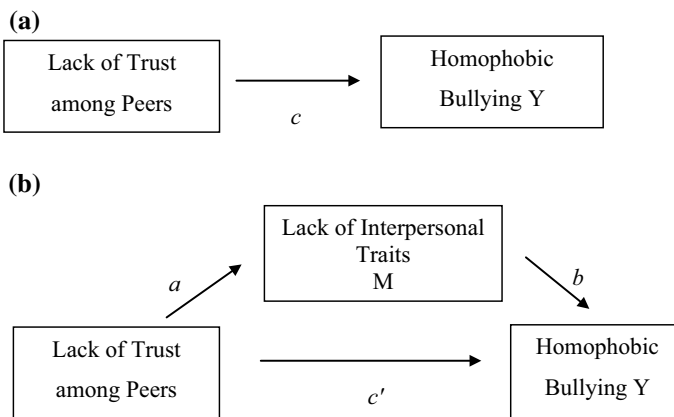 (a)
Lack of Trust
among Peers
c
Homophobic
Bullying Y
(b)
Lack of Interpersonal
Traits
M
a
b
Lack of Trust
among Peers
c'
Homophobic
Bullying Y